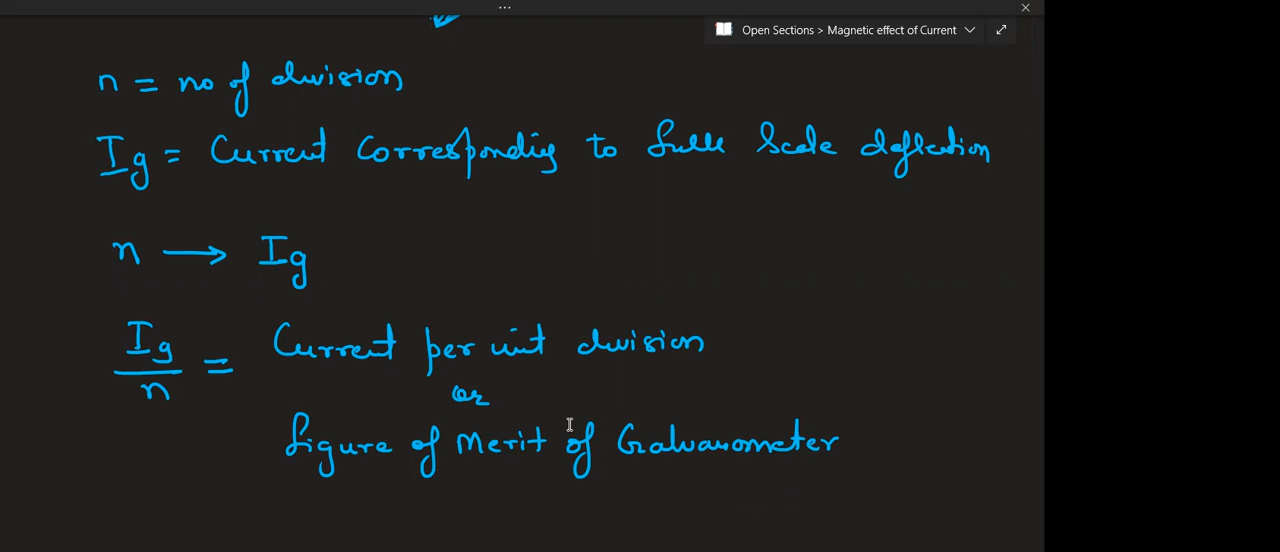 Open Sections > Magnetic effect of Current
n = no of division
Ig = Current Corresponding to full Scale deflection
n → Ig
Ig/n = Current per unit division
or
figure of Merit of Galvanometer